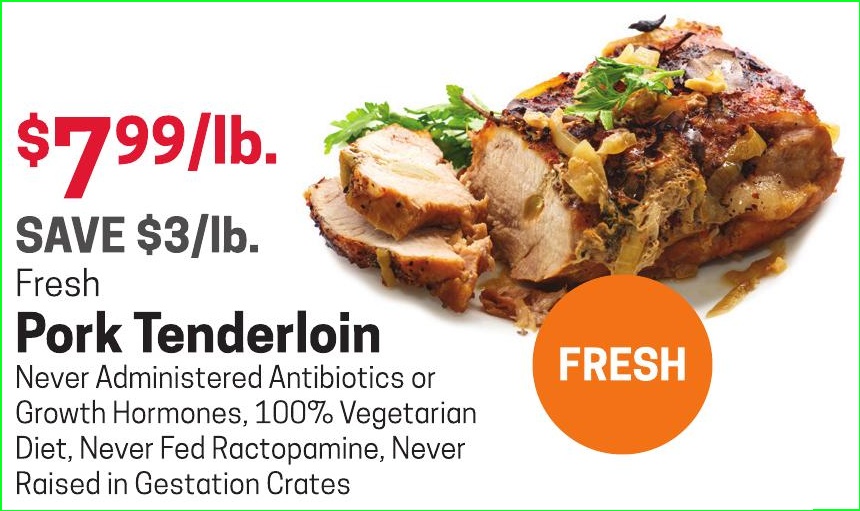 $7.99/lb.
SAVE $3/lb.
Fresh
Pork Tenderloin
Never Administered Antibiotics or
Growth Hormones, 100% Vegetarian
Diet, Never Fed Ractopamine, Never
Raised in Gestation Crates
FRESH